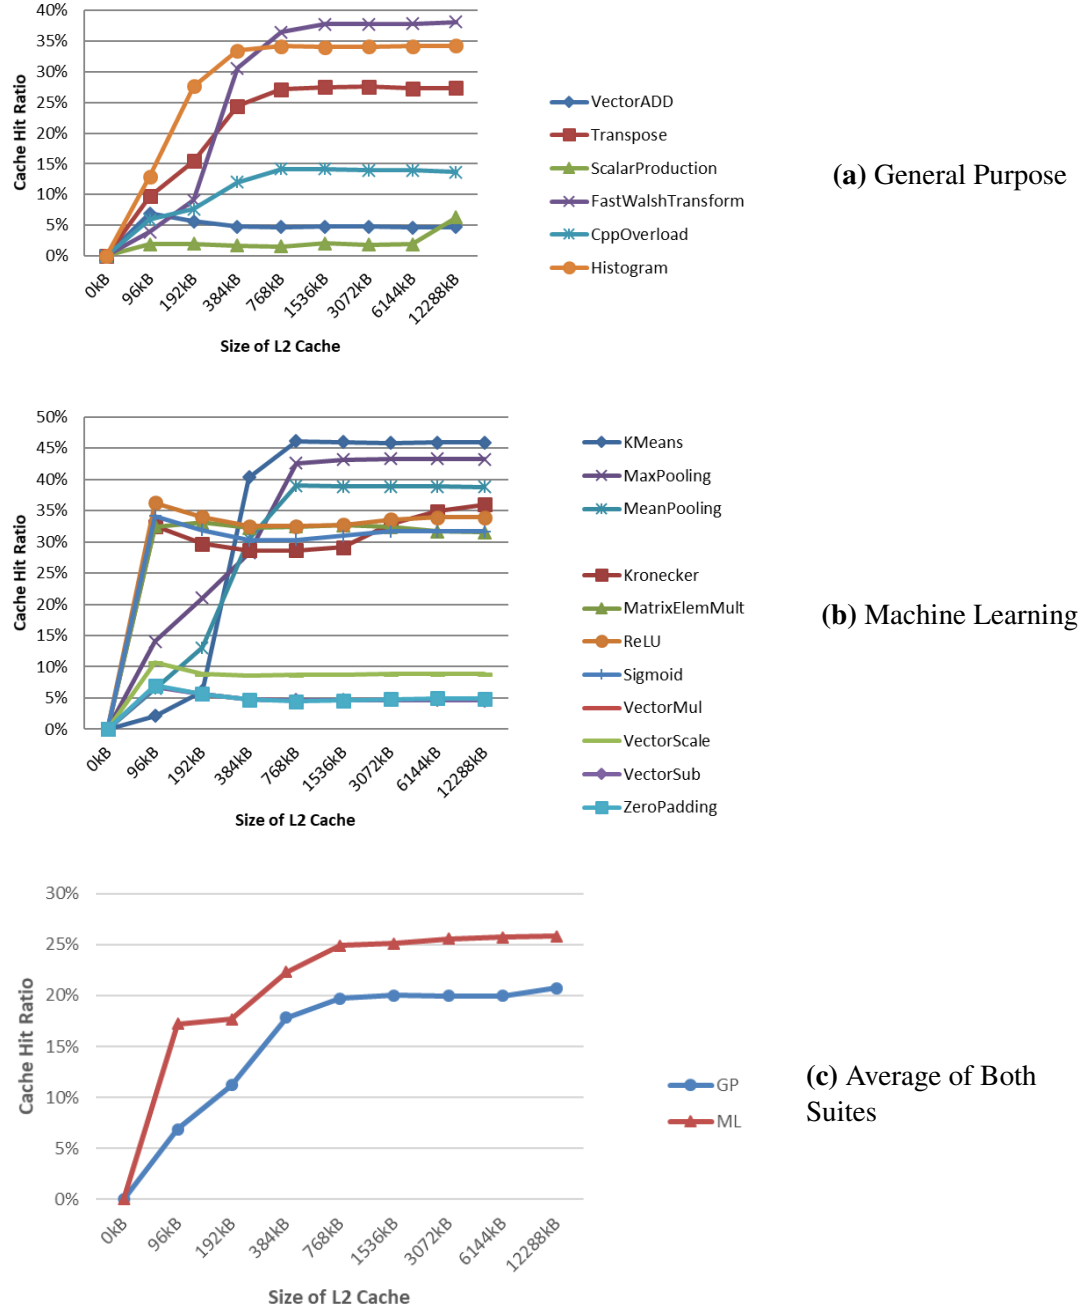 40%
35%
30%
25%
20%
15%
10%
5%
0%
Cache Hit Ratio
0kB
96kB
192kB
384kB
768kB
1536kB
3072kB
6144kB
12288kB
Size of L2 Cache
VectorADD
Transpose
ScalarProduction
FastWalshTransform
CppOverload
Histogram
(a) General Purpose
50%
45%
40%
35%
30%
25%
20%
15%
10%
5%
0%
Cache Hit Ratio
0kB
96kB
192kB
384kB
768kB
1536kB
3072kB
6144kB
12288kB
Size of L2 Cache
KMeans
MaxPooling
MeanPooling
Kronecker
MatrixElemMult
ReLU
Sigmoid
VectorMul
VectorScale
VectorSub
ZeroPadding
(b) Machine Learning
30%
25%
20%
15%
10%
5%
0%
Cache Hit Ratio
0kB
96kB
192kB
384kB
768kB
1536kB
3072kB
6144kB
12288kB
Size of L2 Cache
GP
ML
(c) Average of Both
Suites